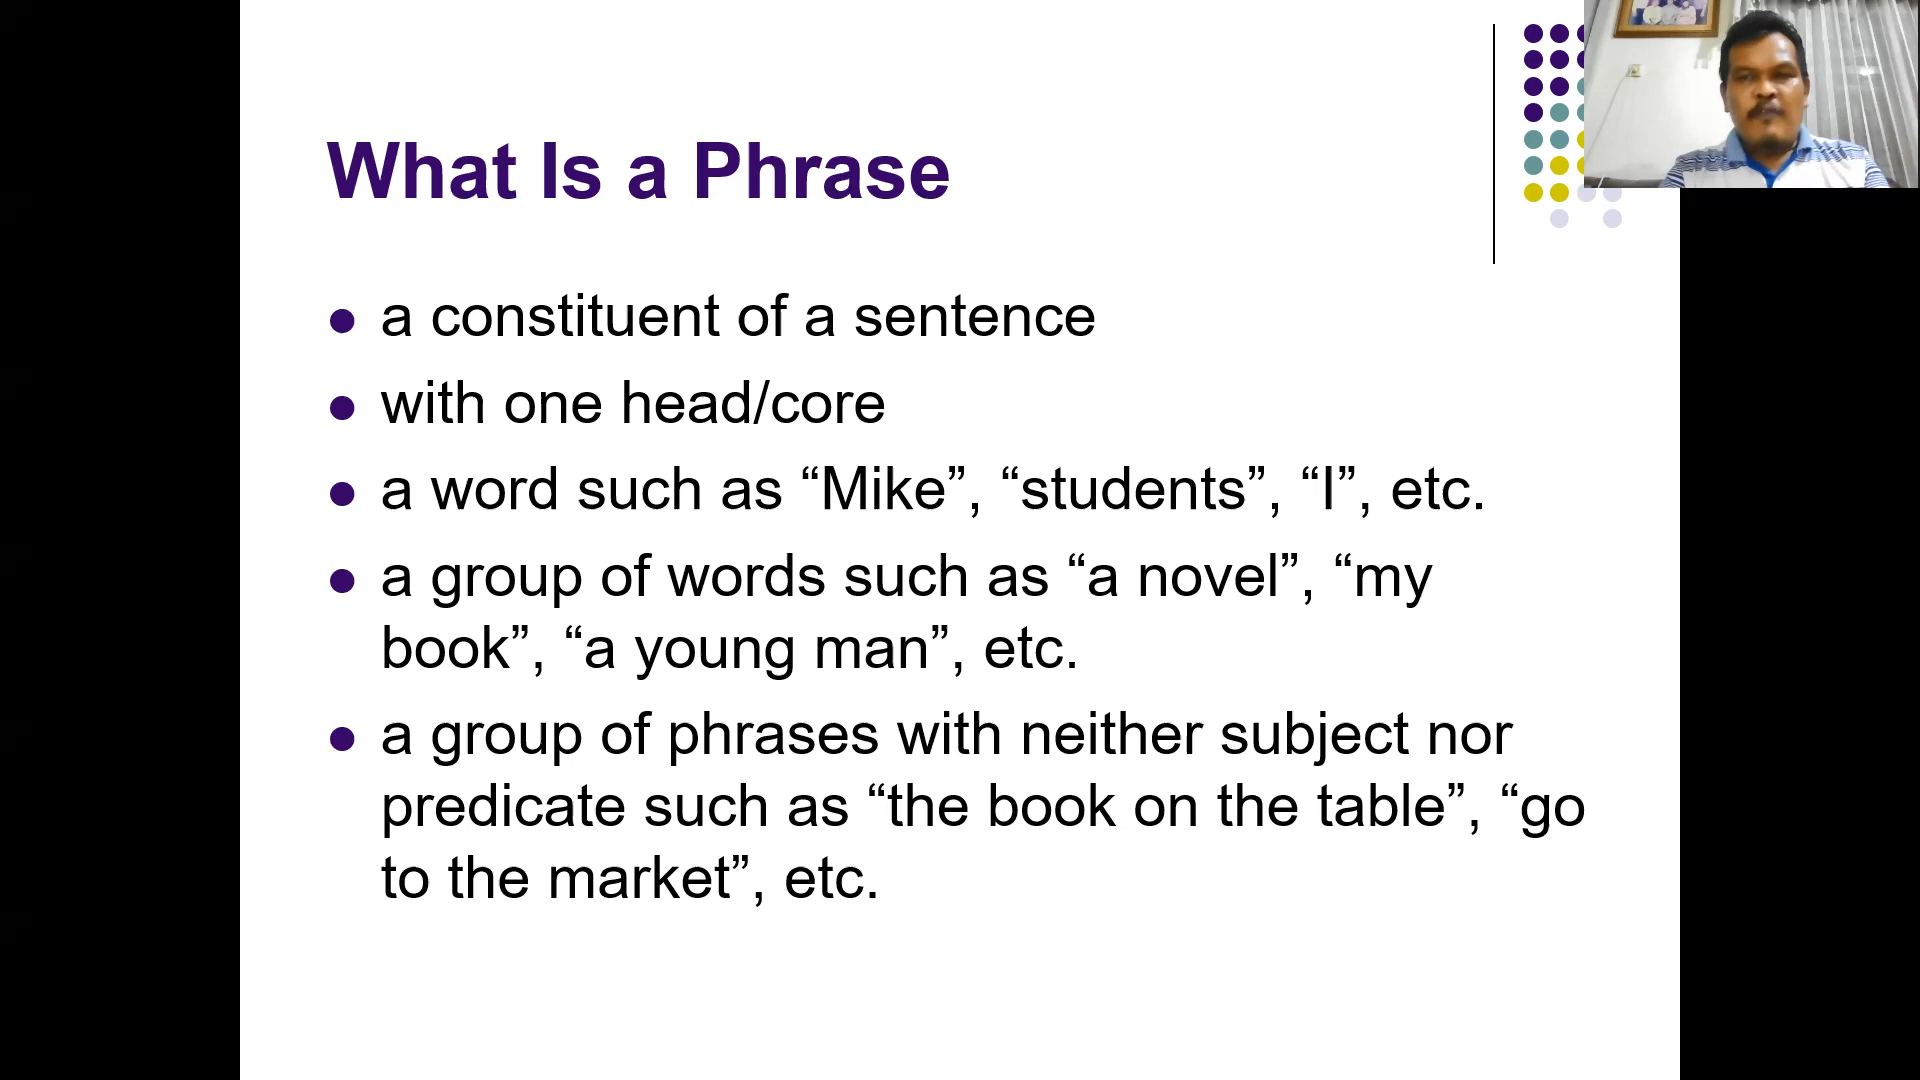 What Is a Phrase
a constituent of a sentence
with one head/core
a word such as “Mike”, “students”, “I”, etc.
a group of words such as “a novel”, “my
book”, “a young man”, etc.
a group of phrases with neither subject nor
predicate such as “the book on the table”, “go
to the market”, etc.